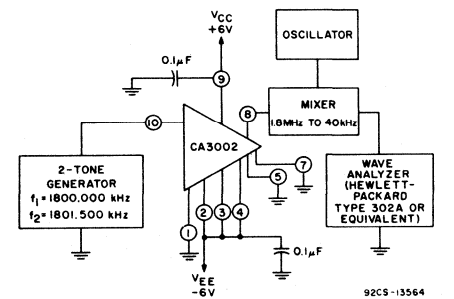 VCC
+6V
OSCILLATOR
0.1µF
9
10
8
MIXER
1.8MHz TO 40kHz
CA3002
7
5
2-TONE
GENERATOR
f1 = 1800.000 kHz
f2 = 1801.500 kHz
WAVE
ANALYZER
(HEWLETT-
PACKARD
TYPE 302A OR
EQUIVALENT)
1
2
3
4
0.1µF
VEE
-6V
92CS-13564